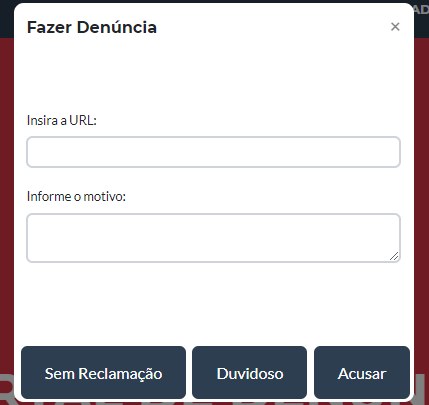 Fazer Denúncia
×
Insira a URL:
Informe o motivo:
Sem Reclamação
Duvidoso
Acusar